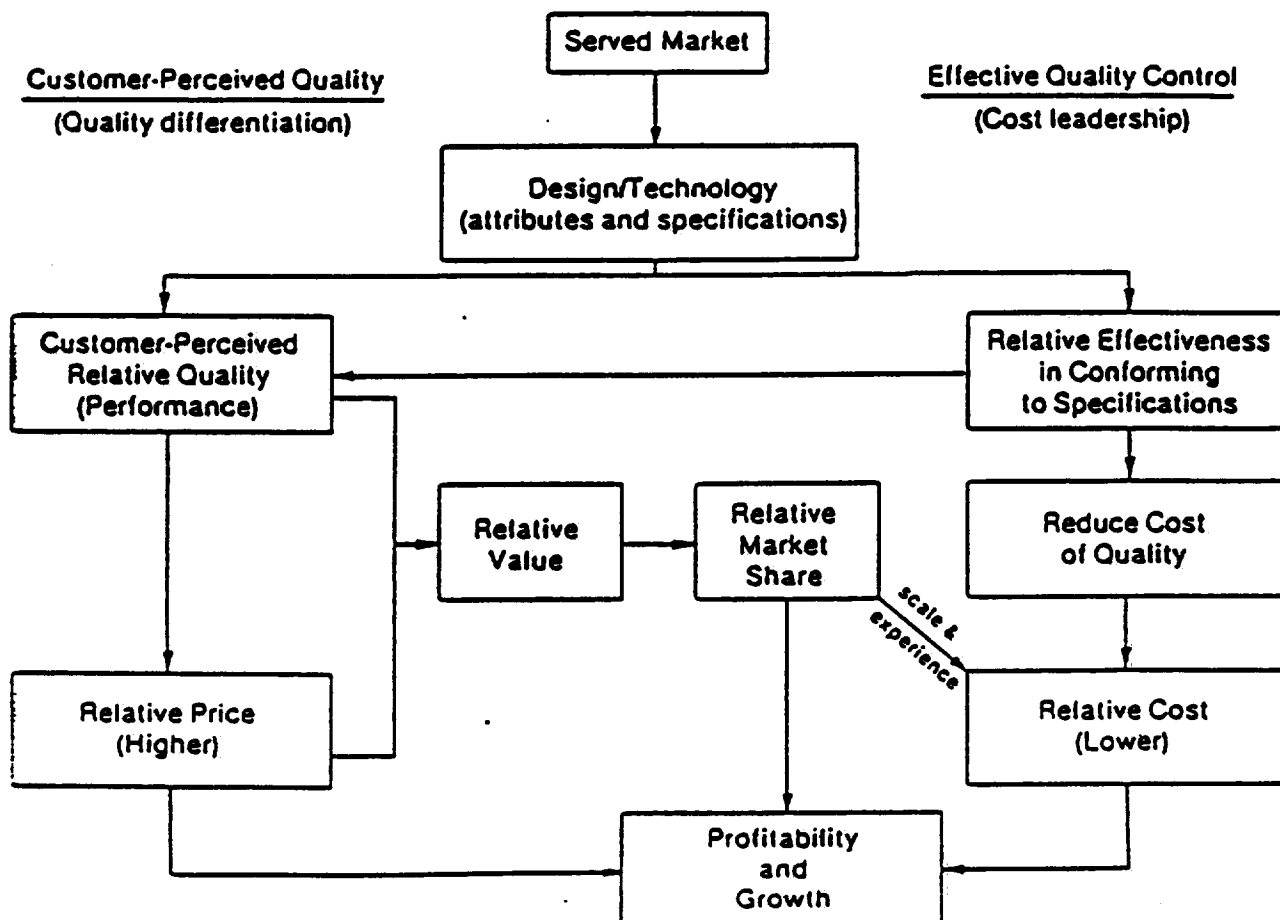 Served Market
Customer-Perceived Quality
(Quality differentiation)
Effective Quality Control
(Cost leadership)
Design/Technology
(attributes and specifications)
Customer-Perceived
Relative Quality
(Performance)
Relative Effectiveness
in Conforming
to Specifications
Relative
Value
Relative
Market
Share
Reduce Cost
of Quality
scale &
experience
Relative Price
(Higher)
Relative Cost
(Lower)
Profitability
and
Growth